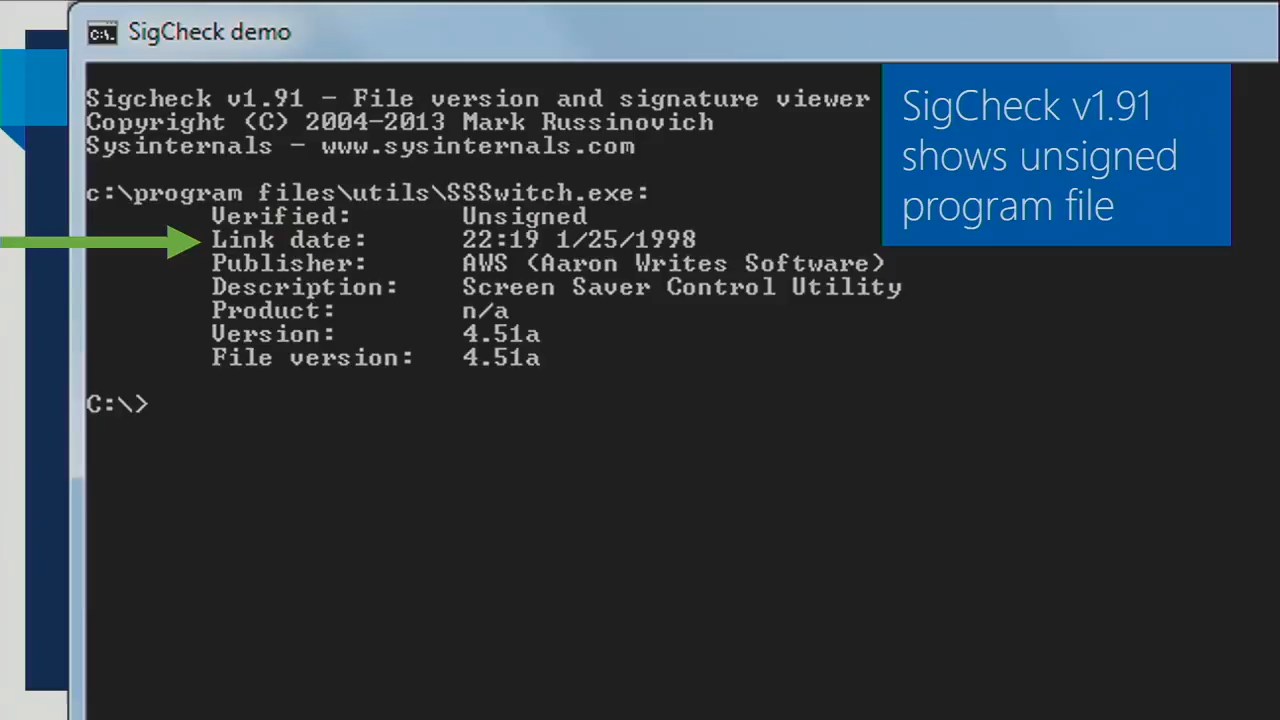 SigCheck demo
Sigcheck v1.91 - File version and signature viewer
Copyright (C) 2004-2013 Mark Russinovich
Sysinternals - www.sysinternals.com
c:\program files\utils\SSSwitch.exe:
Verified: Unsigned
Link date: 22:19 1/25/1998
Publisher: AWS (Aaron Writes Software)
Description: Screen Saver Control Utility
Product: n/a
Version: 4.51a
File version: 4.51a
C:\>
SigCheck v1.91
shows unsigned
program file